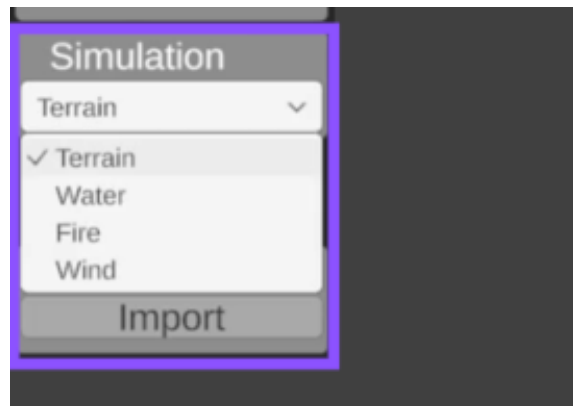 Simulation
Terrain
Terrain
Water
Fire
Wind
Import